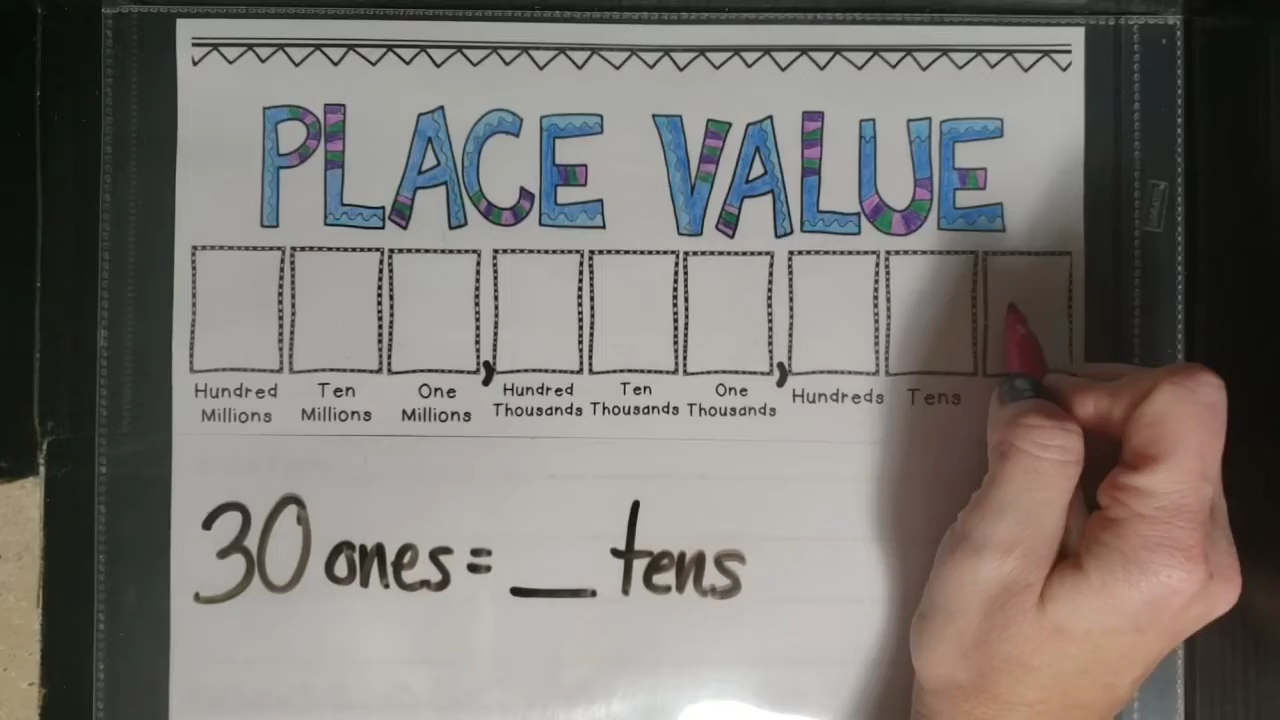 PLACE VALUE
, ,
Hundred Millions Ten Millions One Millions Hundred Thousands Ten Thousands One Thousands Hundreds Tens
30 ones = __ tens